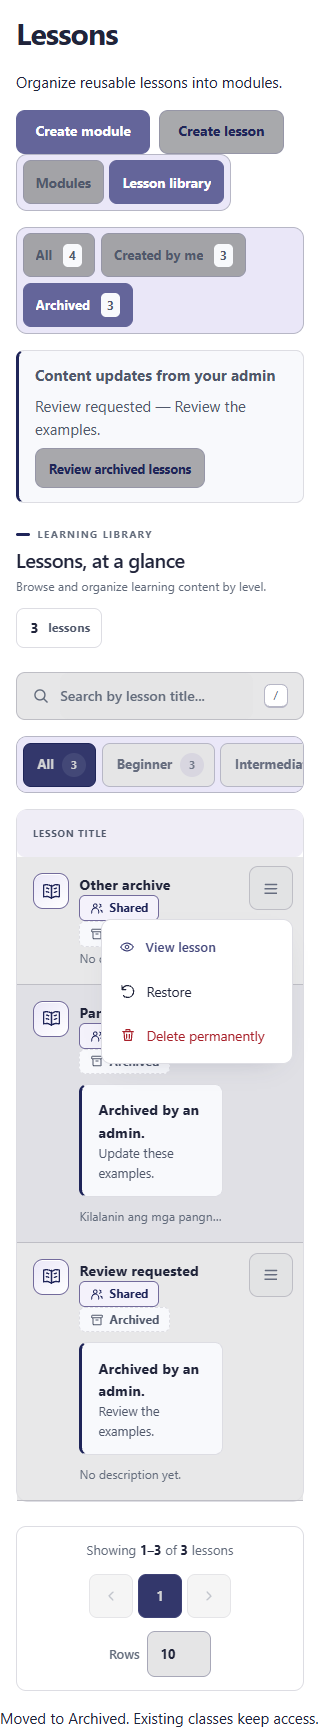 Lessons
Organize reusable lessons into modules.
Create module
Create lesson
Modules
Lesson library
All 4
Created by me 3
Archived 3
Content updates from your admin
Review requested — Review the
examples.
Review archived lessons
LEARNING LIBRARY
Lessons, at a glance
Browse and organize learning content by level.
3 lessons
Search by lesson title...
/
All 3
Beginner 3
LESSON TITLE
Other archive
Shared
View lesson
Restore
Delete permanently
Archived
Archived by an
admin.
Update these
examples.
Kilalanin ang mga pangn...
Review requested
Shared
Archived
Archived by an
admin.
Review the
examples.
No description yet.
Showing 1–3 of 3 lessons
1
Rows 10
Moved to Archived. Existing classes keep access.